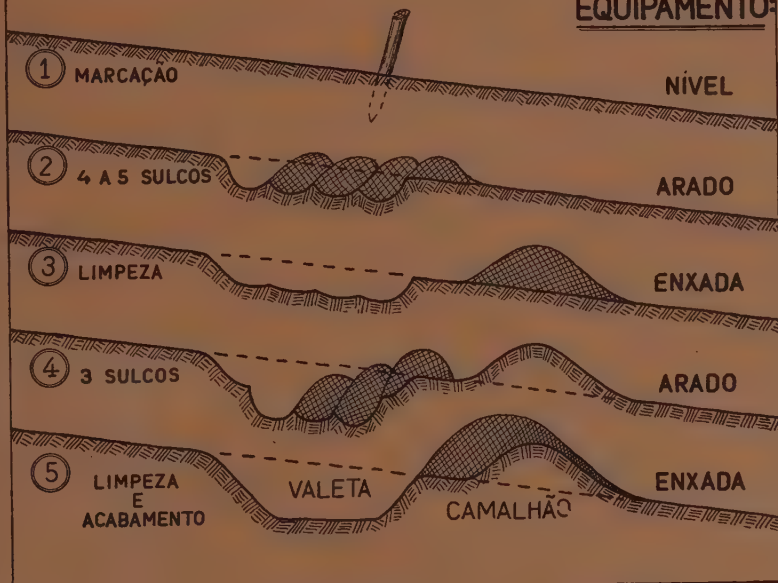 EQUIPAMENTO:
1 MARCAÇÃO NÍVEL
2 4 A 5 SULCOS ARADO
3 LIMPEZA ENXADA
4 3 SULCOS ARADO
5 LIMPEZA E ACABAMENTO VALETA CAMALHÃO ENXADA